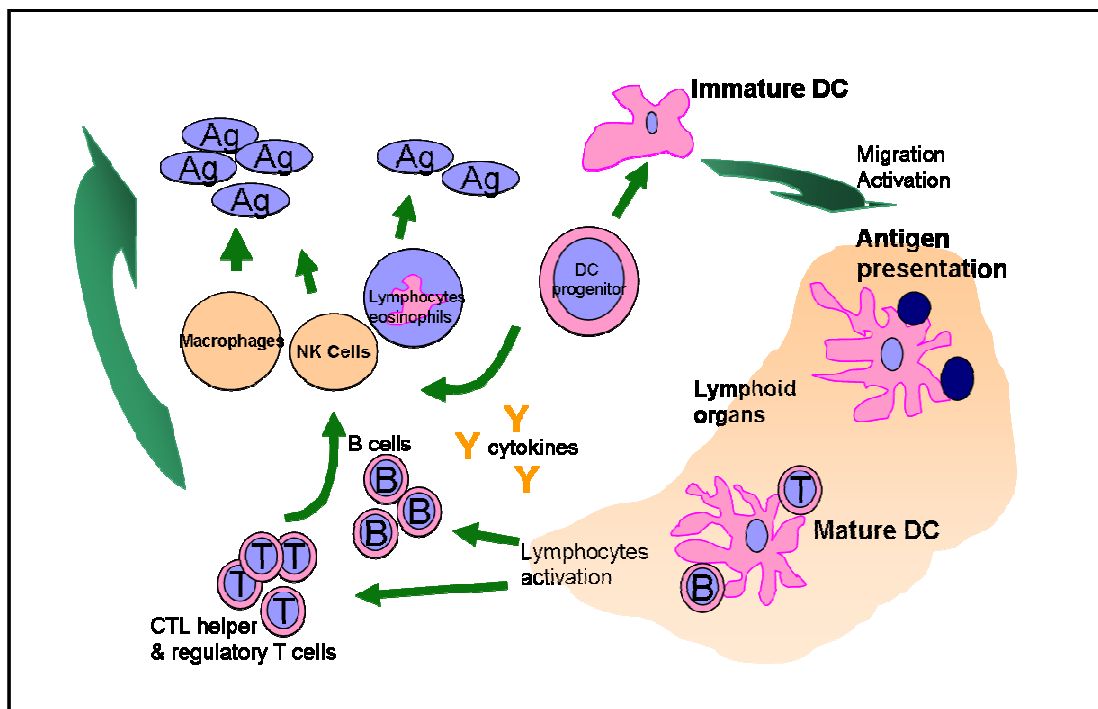 Immature DC
Ag
Ag
Ag
Ag
Ag
Ag
Migration
Activation
Antigen
presentation
DC
progenitor
Lymphocytes
eosinophils
Macrophages
NK Cells
Lymphoid
organs
Y
Y cytokines
Y
B cells
B
B
B
T
Mature DC
B
Lymphocytes
activation
T
T
T
T
CTL helper
& regulatory T cells